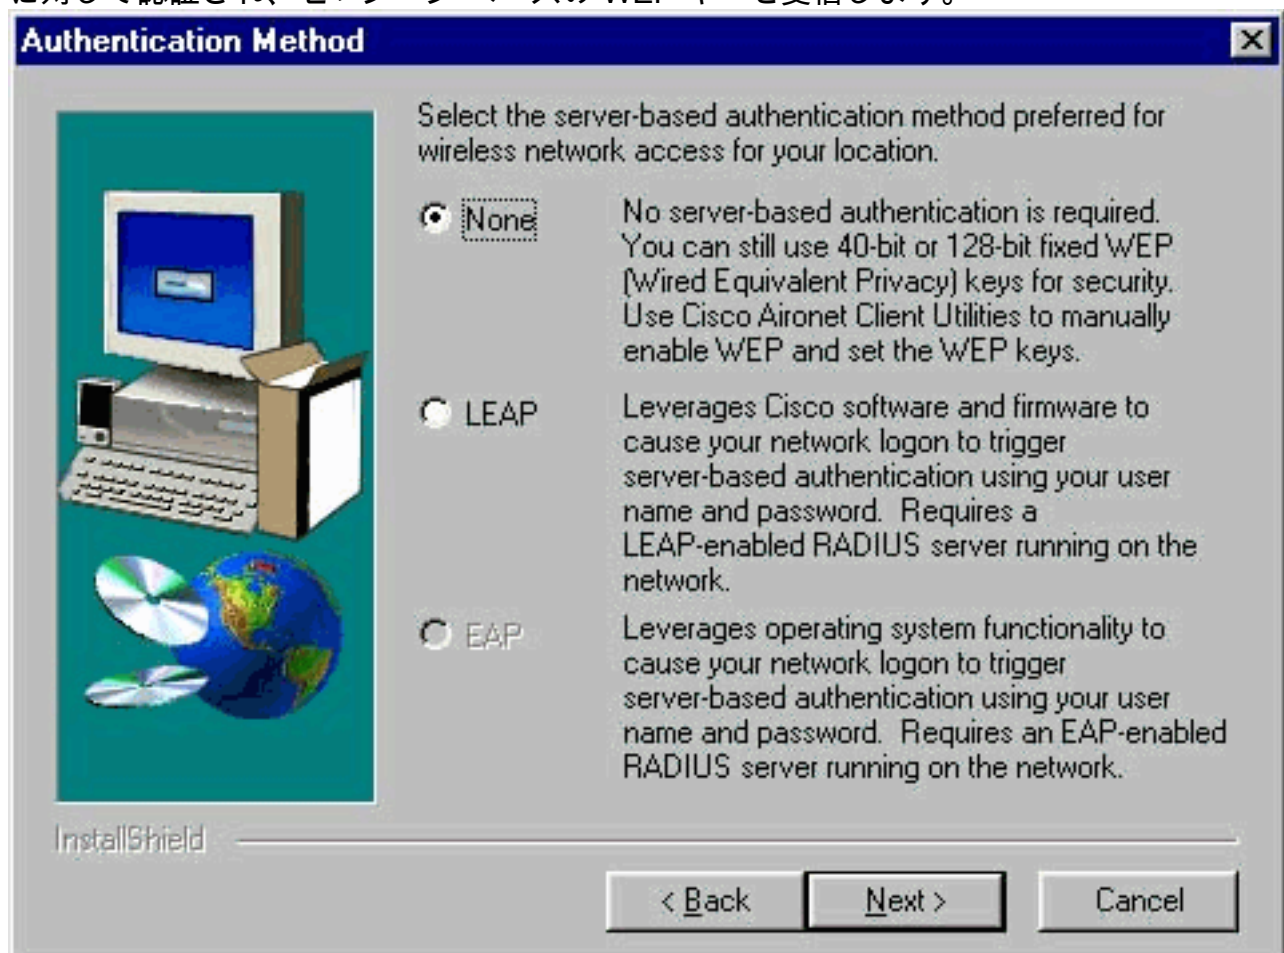 Authentication Method
Select the server-based authentication method preferred for
wireless network access for your location.
None
No server-based authentication is required.
You can still use 40-bit or 128-bit fixed WEP
(Wired Equivalent Privacy) keys for security.
Use Cisco Aironet Client Utilities to manually
enable WEP and set the WEP keys.
LEAP
Leverages Cisco software and firmware to
cause your network logon to trigger
server-based authentication using your user
name and password. Requires a
LEAP-enabled RADIUS server running on the
network.
EAP
Leverages operating system functionality to
cause your network logon to trigger
server-based authentication using your user
name and password. Requires an EAP-enabled
RADIUS server running on the network.
InstallShield
< Back
Next >
Cancel